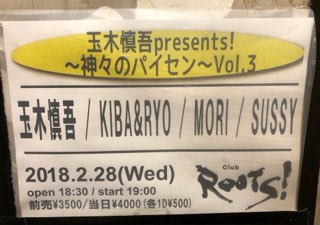 玉木慎吾presents!
～神々のパイセン～Vol.3
玉木慎吾 / KIBA&RYO / MORI / SUSSY
2018.2.28(Wed)
open 18:30 / start 19:00
前売¥3500/当日¥4000(各1D¥500)
Club
ROOTS!